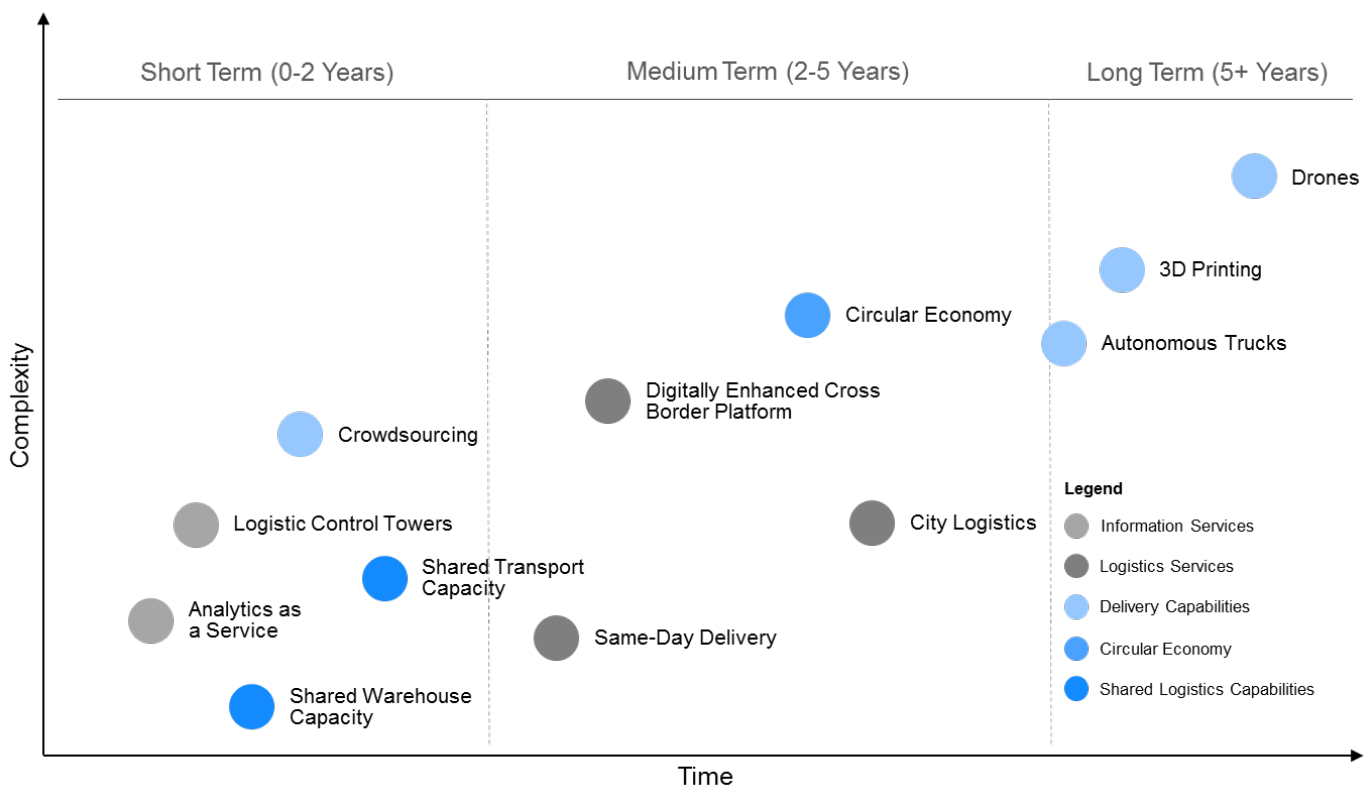 Short Term (0-2 Years)
Medium Term (2-5 Years)
Long Term (5+ Years)
Drones
3D Printing
Circular Economy
Autonomous Trucks
Digitally Enhanced Cross
Border Platform
Crowdsourcing
Complexity
Logistic Control Towers
City Logistics
Shared Transport
Capacity
Analytics as
a Service
Same-Day Delivery
Shared Warehouse
Capacity
Legend
Information Services
Logistics Services
Delivery Capabilities
Circular Economy
Shared Logistics Capabilities
Time